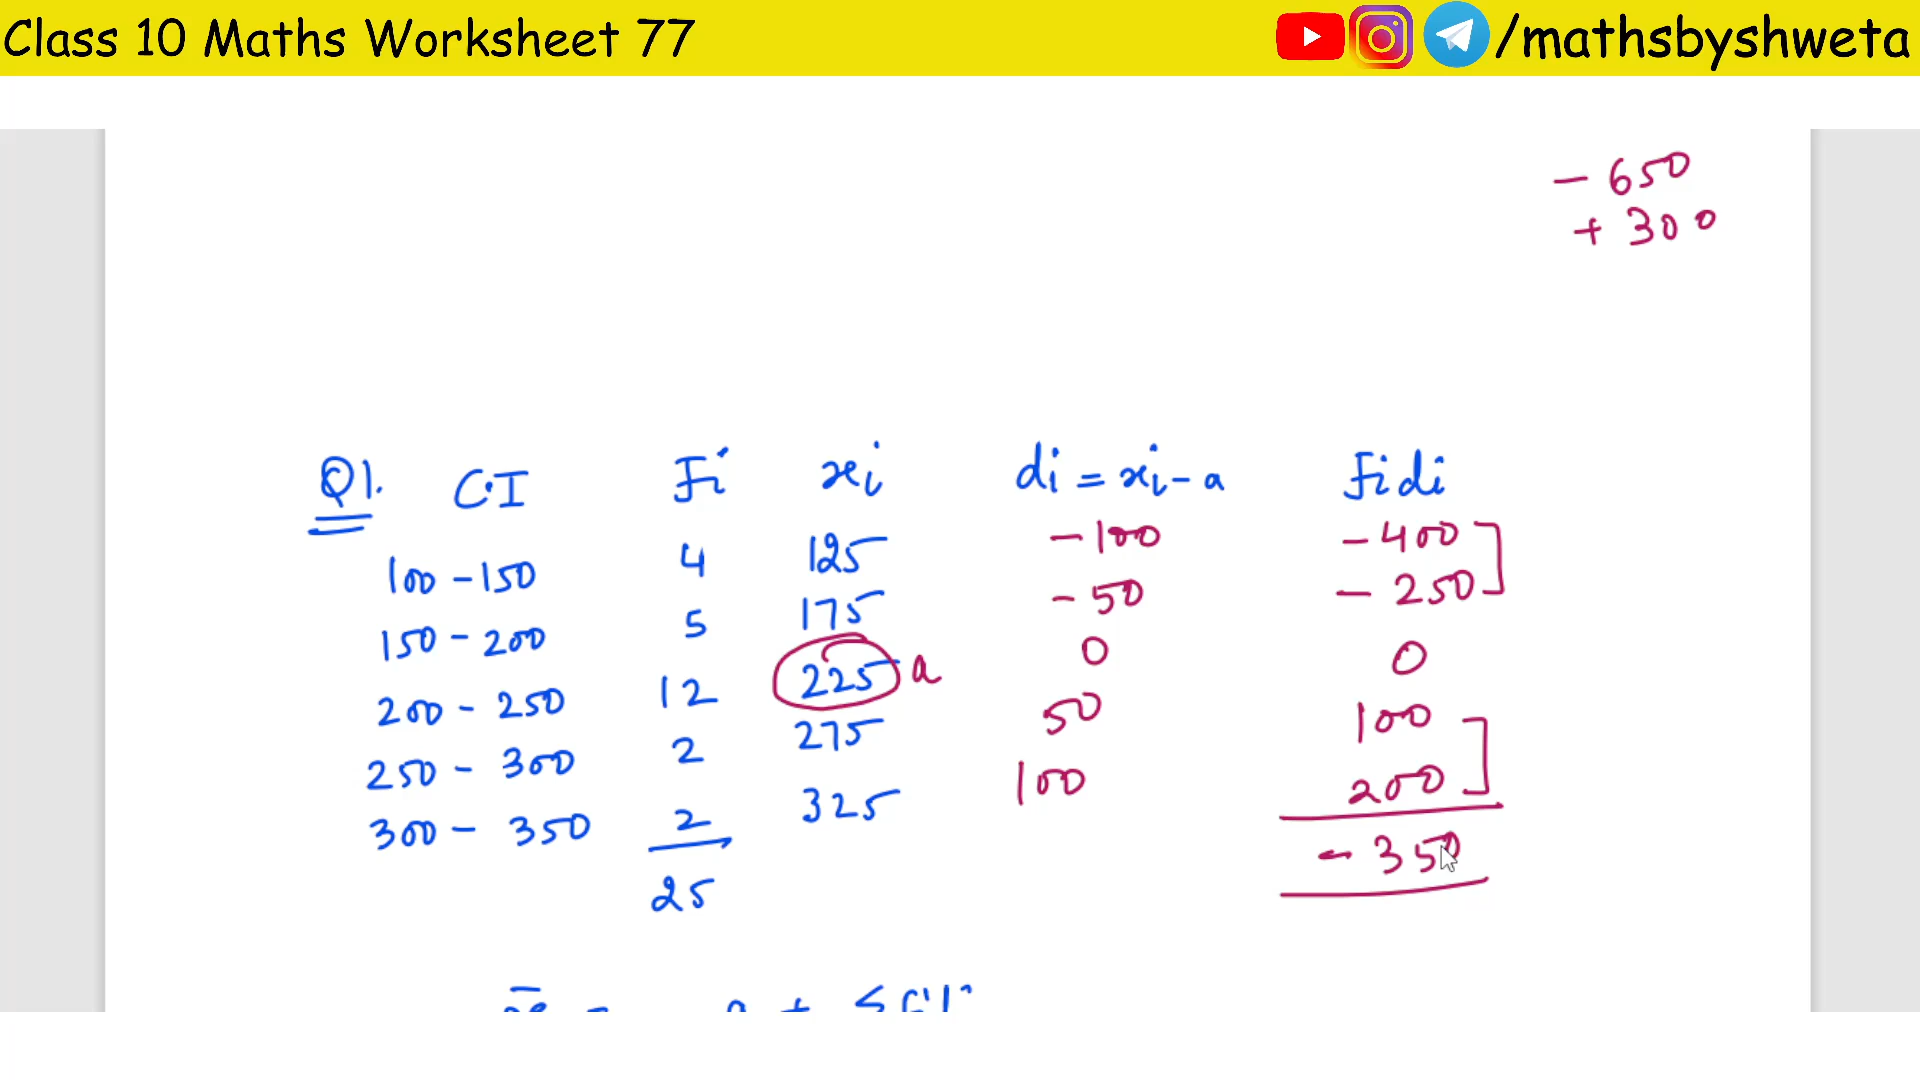 Class 10 Maths Worksheet 77
/mathsbyshweta
- 650
+ 300
Q1. C.I Fi xi di = xi - a Fidi
100 - 150 4 125 - 100 - 400
150 - 200 5 175 - 50 - 250
200 - 250 12 225 a 0 0
250 - 300 2 275 50 100
300 - 350 2 325 100 200
25 - 350